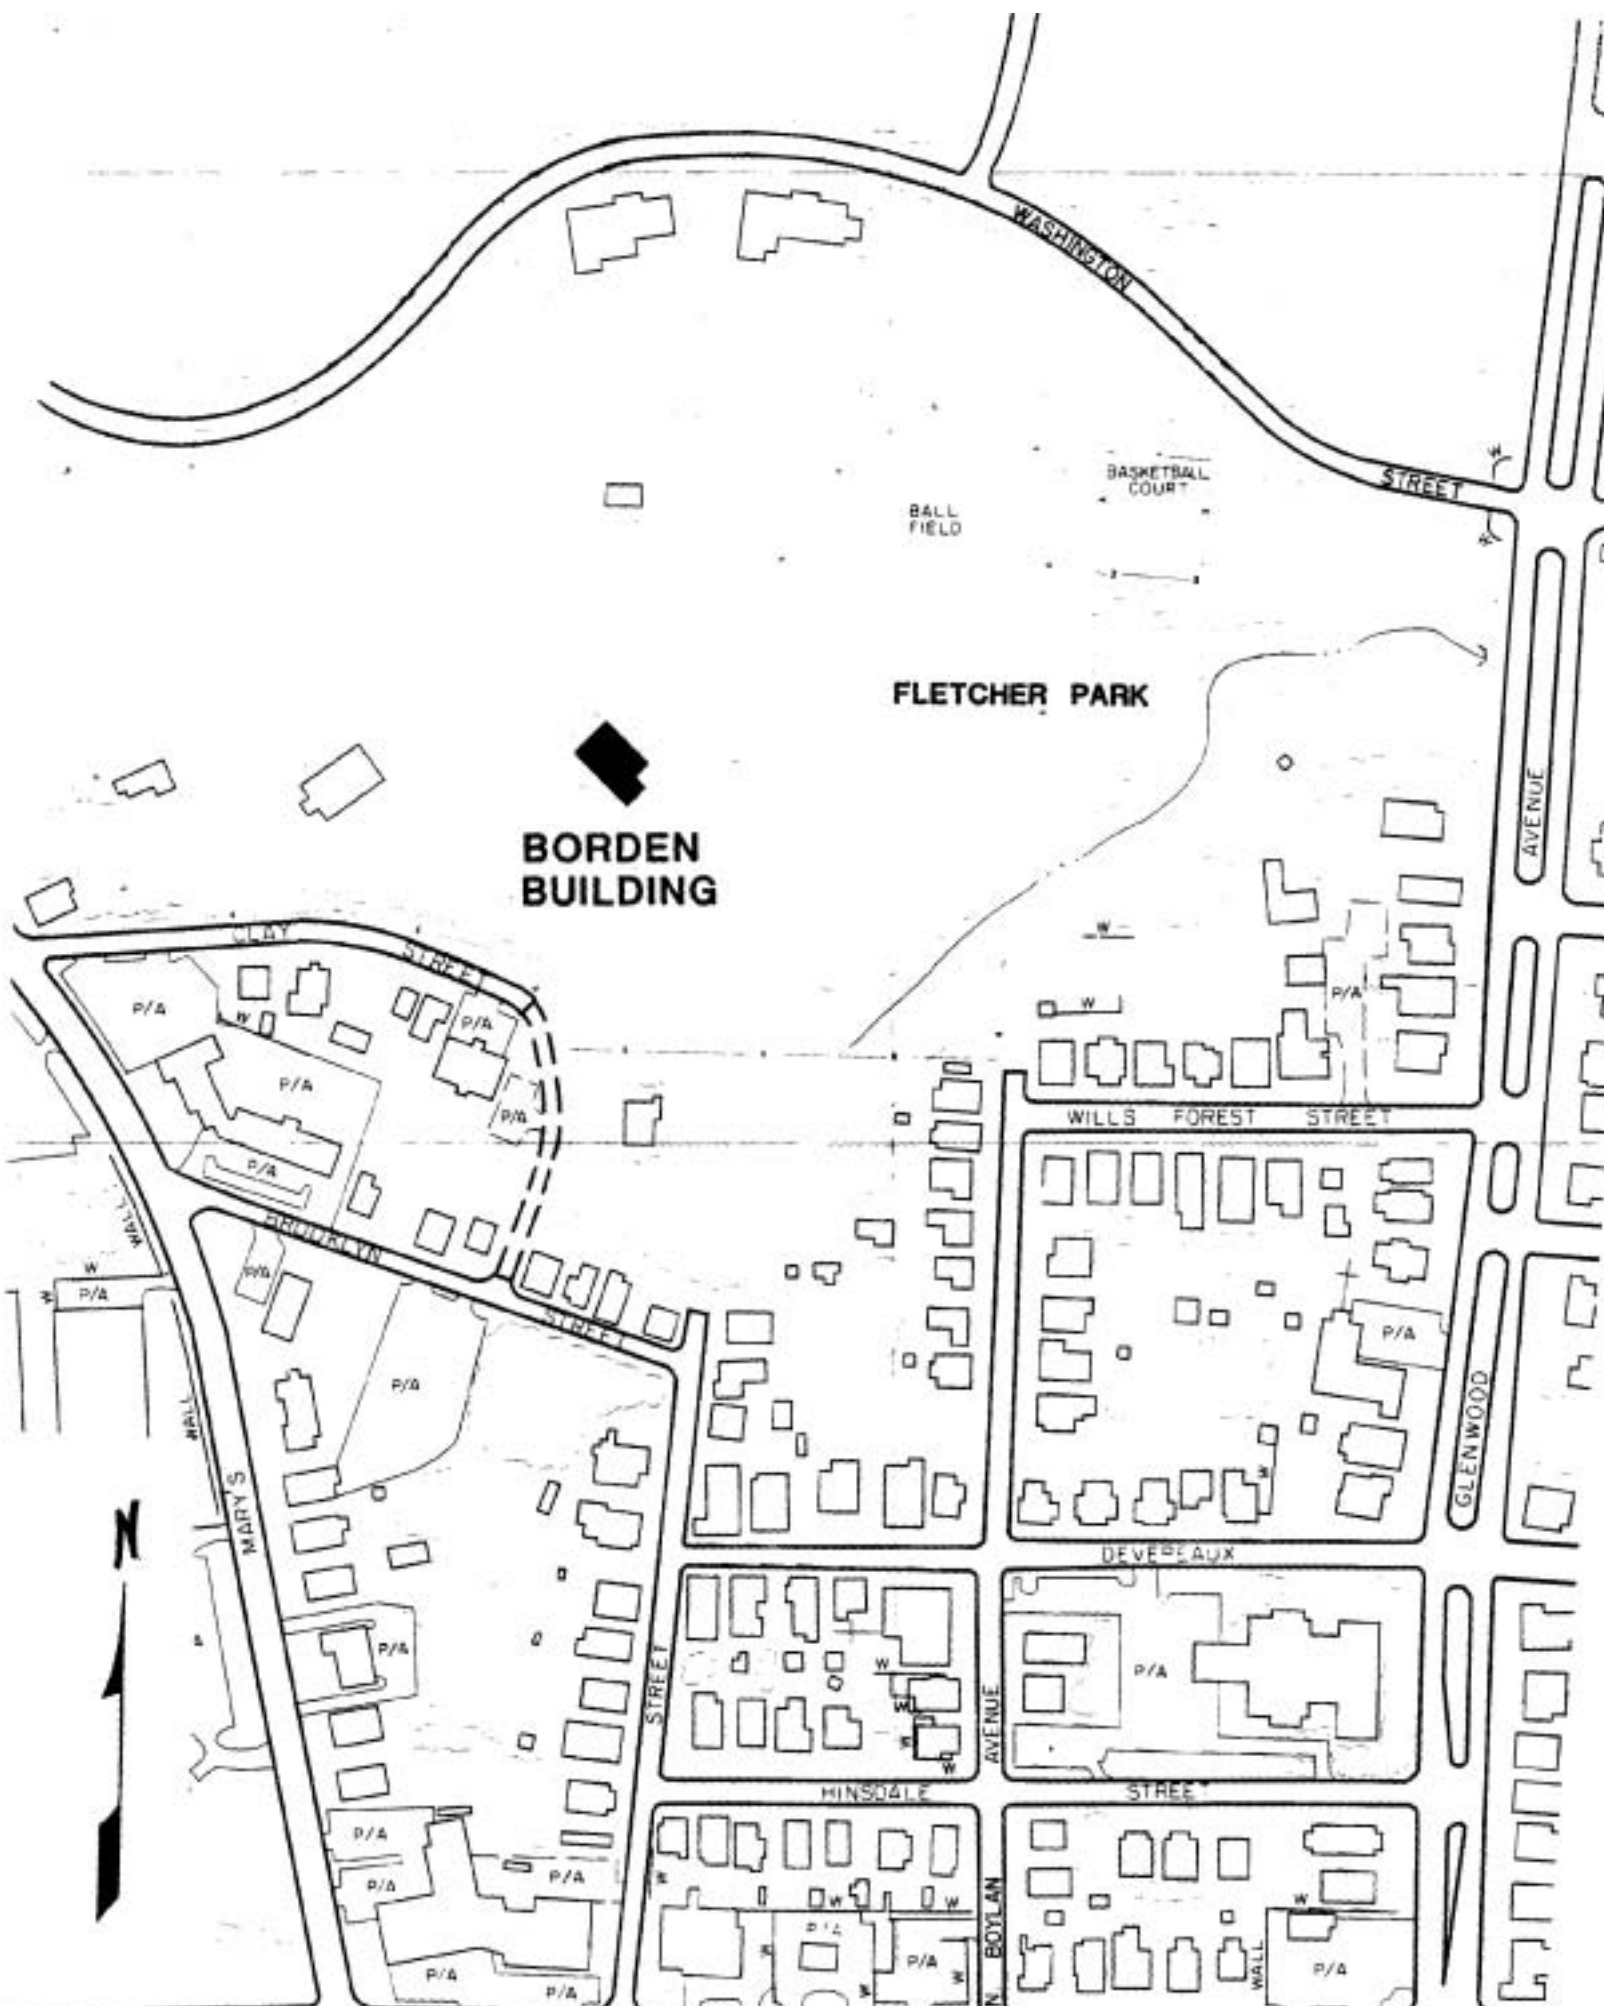 WASHINGTON
W
STREET
W
BASKETBALL
COURT
BALL
FIELD
FLETCHER PARK
AVENUE
BORDEN
BUILDING
CLAY
STREET
W
P/A
P/A
P/A
W
W
P/A
P/A
P/A
WILLS FOREST STREET
P/A
WALL
BROOKLYN
W
P/A
W
P/A
STREET
P/A
P/A
WALL
GLENWOOD
MARY'S
W
N
DEVEREAUX
P
P/A
STREET
W
W
W
W
AVENUE
P/A
HINSDALE
STREET
P/A
P/A
P/A
W
W
W
W
P/A
W
W
P/A
W
N BOYLAN
WALL
P/A
P/A
P/A